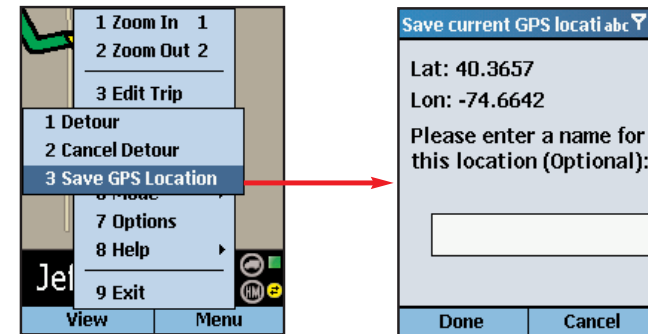 1 Zoom In 1
2 Zoom Out 2
3 Edit Trip
1 Detour
2 Cancel Detour
3 Save GPS Location
7 Options
8 Help
9 Exit
HM
View Menu
Save current GPS locati abc
Lat: 40.3657
Lon: -74.6642
Please enter a name for
this location (Optional):
Done Cancel